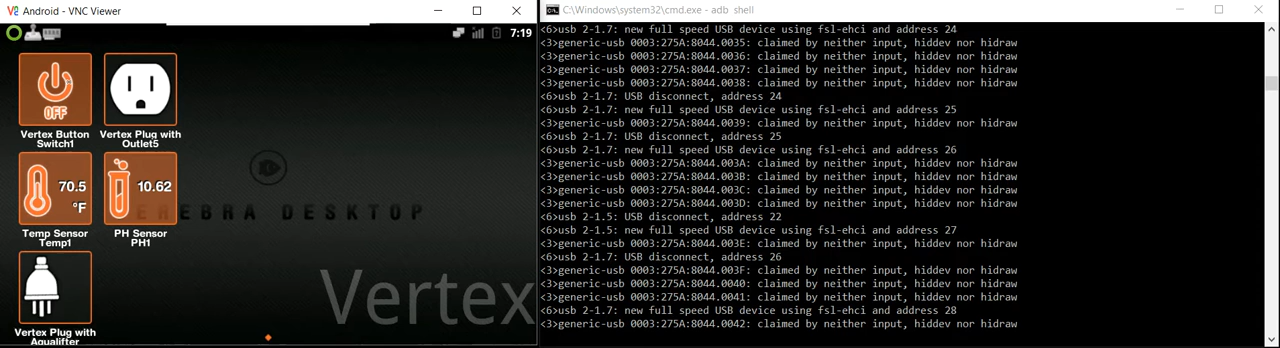 Android - VNC Viewer
7:19
OFF
Vertex Button
Switch1
Vertex Plug with
Outlet5
70.5
°F
10.62
EREBRA DESKTOP
Temp Sensor
Temp1
PH Sensor
PH1
Vertex Plug with
Aqualifter
Vertex
C:\Windows\system32\cmd.exe - adb shell
<6>usb 2-1.7: new full speed USB device using fsl-ehci and address 24
<3>generic-usb 0003:275A:8044.0035: claimed by neither input, hiddev nor hidraw
<3>generic-usb 0003:275A:8044.0036: claimed by neither input, hiddev nor hidraw
<3>generic-usb 0003:275A:8044.0037: claimed by neither input, hiddev nor hidraw
<3>generic-usb 0003:275A:8044.0038: claimed by neither input, hiddev nor hidraw
<6>usb 2-1.7: USB disconnect, address 24
<6>usb 2-1.7: new full speed USB device using fsl-ehci and address 25
<3>generic-usb 0003:275A:8044.0039: claimed by neither input, hiddev nor hidraw
<6>usb 2-1.7: USB disconnect, address 25
<6>usb 2-1.7: new full speed USB device using fsl-ehci and address 26
<3>generic-usb 0003:275A:8044.003A: claimed by neither input, hiddev nor hidraw
<3>generic-usb 0003:275A:8044.003B: claimed by neither input, hiddev nor hidraw
<3>generic-usb 0003:275A:8044.003C: claimed by neither input, hiddev nor hidraw
<3>generic-usb 0003:275A:8044.003D: claimed by neither input, hiddev nor hidraw
<6>usb 2-1.5: USB disconnect, address 22
<6>usb 2-1.5: new full speed USB device using fsl-ehci and address 27
<3>generic-usb 0003:275A:8044.003E: claimed by neither input, hiddev nor hidraw
<6>usb 2-1.7: USB disconnect, address 26
<3>generic-usb 0003:275A:8044.003F: claimed by neither input, hiddev nor hidraw
<3>generic-usb 0003:275A:8044.0040: claimed by neither input, hiddev nor hidraw
<3>generic-usb 0003:275A:8044.0041: claimed by neither input, hiddev nor hidraw
<6>usb 2-1.7: new full speed USB device using fsl-ehci and address 28
<3>generic-usb 0003:275A:8044.0042: claimed by neither input, hiddev nor hidraw